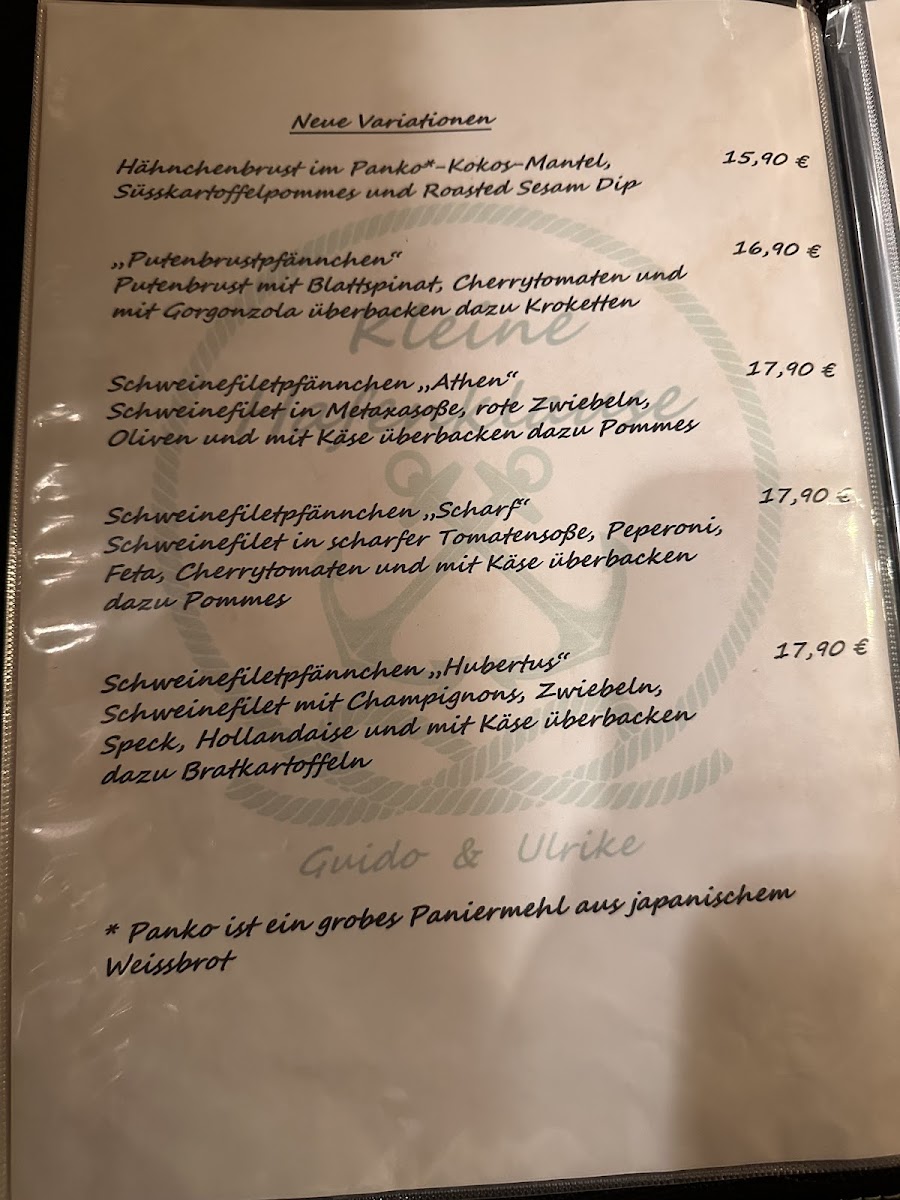 Neue Variationen
Hähnchenbrust im Panko*-Kokos-Mantel, 15,90 €
Süsskartoffelpommes und Roasted Sesam Dip
„Putenbrustpfännchen“ 16,90 €
Putenbrust mit Blattspinat, Cherrytomaten und
mit Gorgonzola überbacken dazu Kroketten
Kleine
Schweinefiletpfännchen „Athen“ 17,90 €
Schweinefilet in Metaxasoße, rote Zwiebeln,
Oliven und mit Käse überbacken dazu Pommes
Schweinefiletpfännchen „Scharf“ 17,90 €
Schweinefilet in scharfer Tomatensoße, Peperoni,
Feta, Cherrytomaten und mit Käse überbacken
dazu Pommes
Schweinefiletpfännchen „Hubertus“ 17,90 €
Schweinefilet mit Champignons, Zwiebeln,
Speck, Hollandaise und mit Käse überbacken
dazu Bratkartoffeln
Guido & Ulrike
* Panko ist ein grobes Paniermehl aus japanischem
Weissbrot